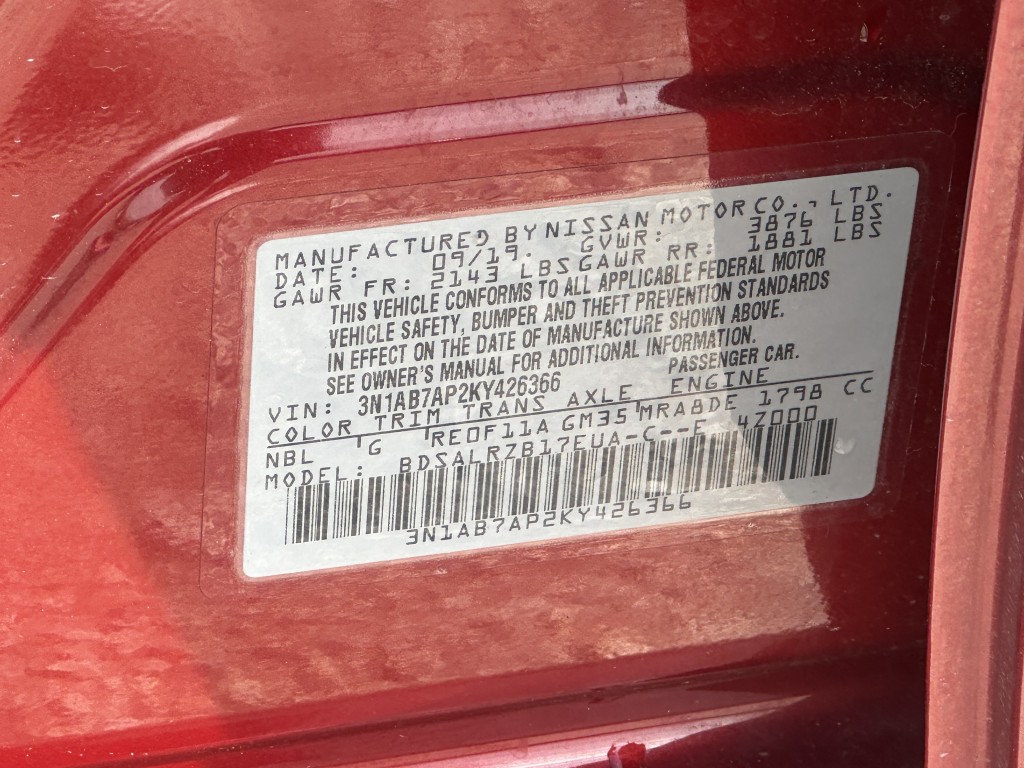 MANUFACTURED BY NISSAN MOTOR CO., LTD.
DATE: 09/19. GVWR: 3876 LBS
GAWR FR: 2143 LBS GAWR RR: 1881 LBS
THIS VEHICLE CONFORMS TO ALL APPLICABLE FEDERAL MOTOR
VEHICLE SAFETY, BUMPER AND THEFT PREVENTION STANDARDS
IN EFFECT ON THE DATE OF MANUFACTURE SHOWN ABOVE.
SEE OWNER'S MANUAL FOR ADDITIONAL INFORMATION.
VIN: 3N1AB7AP2KY426366 PASSENGER CAR.
COLOR TRIM TRANS AXLE ENGINE
NBL G RE0F11A GM35 MRA8DE 1798 CC
MODEL: BDSALRZB17EUA-C--E 4Z000
3N1AB7AP2KY426366